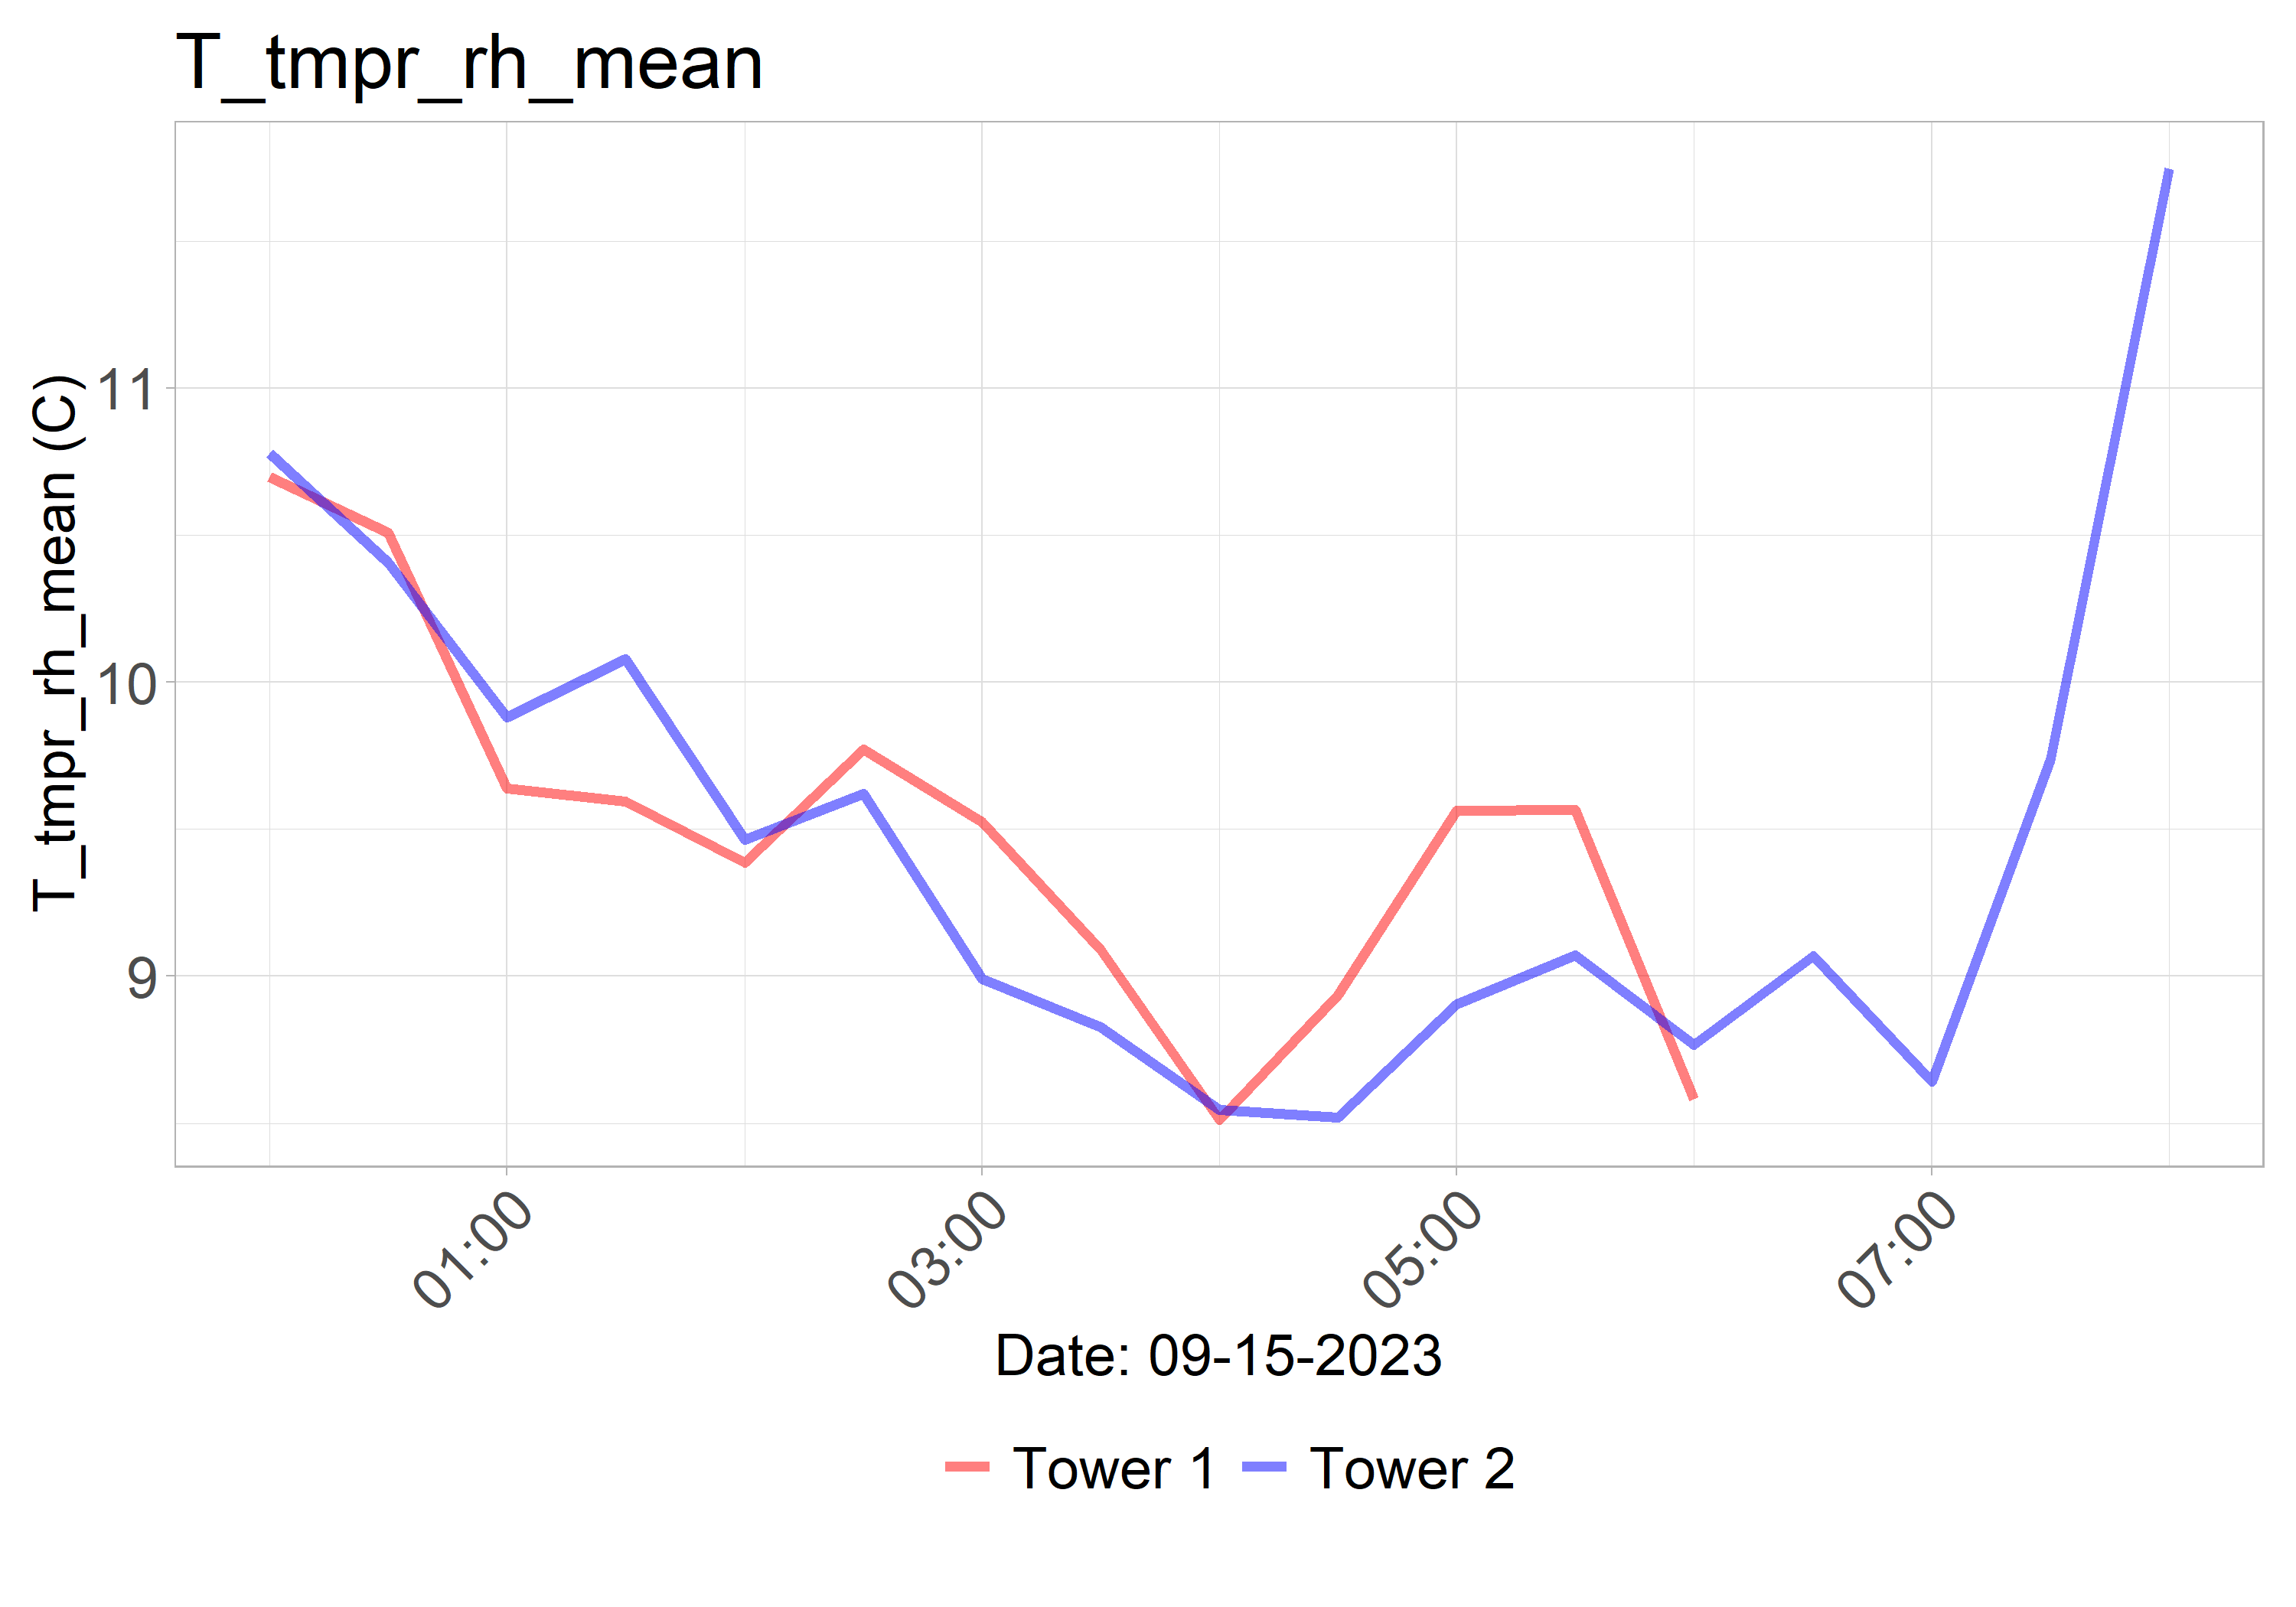 T_tmpr_rh_mean
T_tmpr_rh_mean (C)
11
10
9
01:00
03:00
05:00
07:00
Date: 09-15-2023
Tower 1
Tower 2